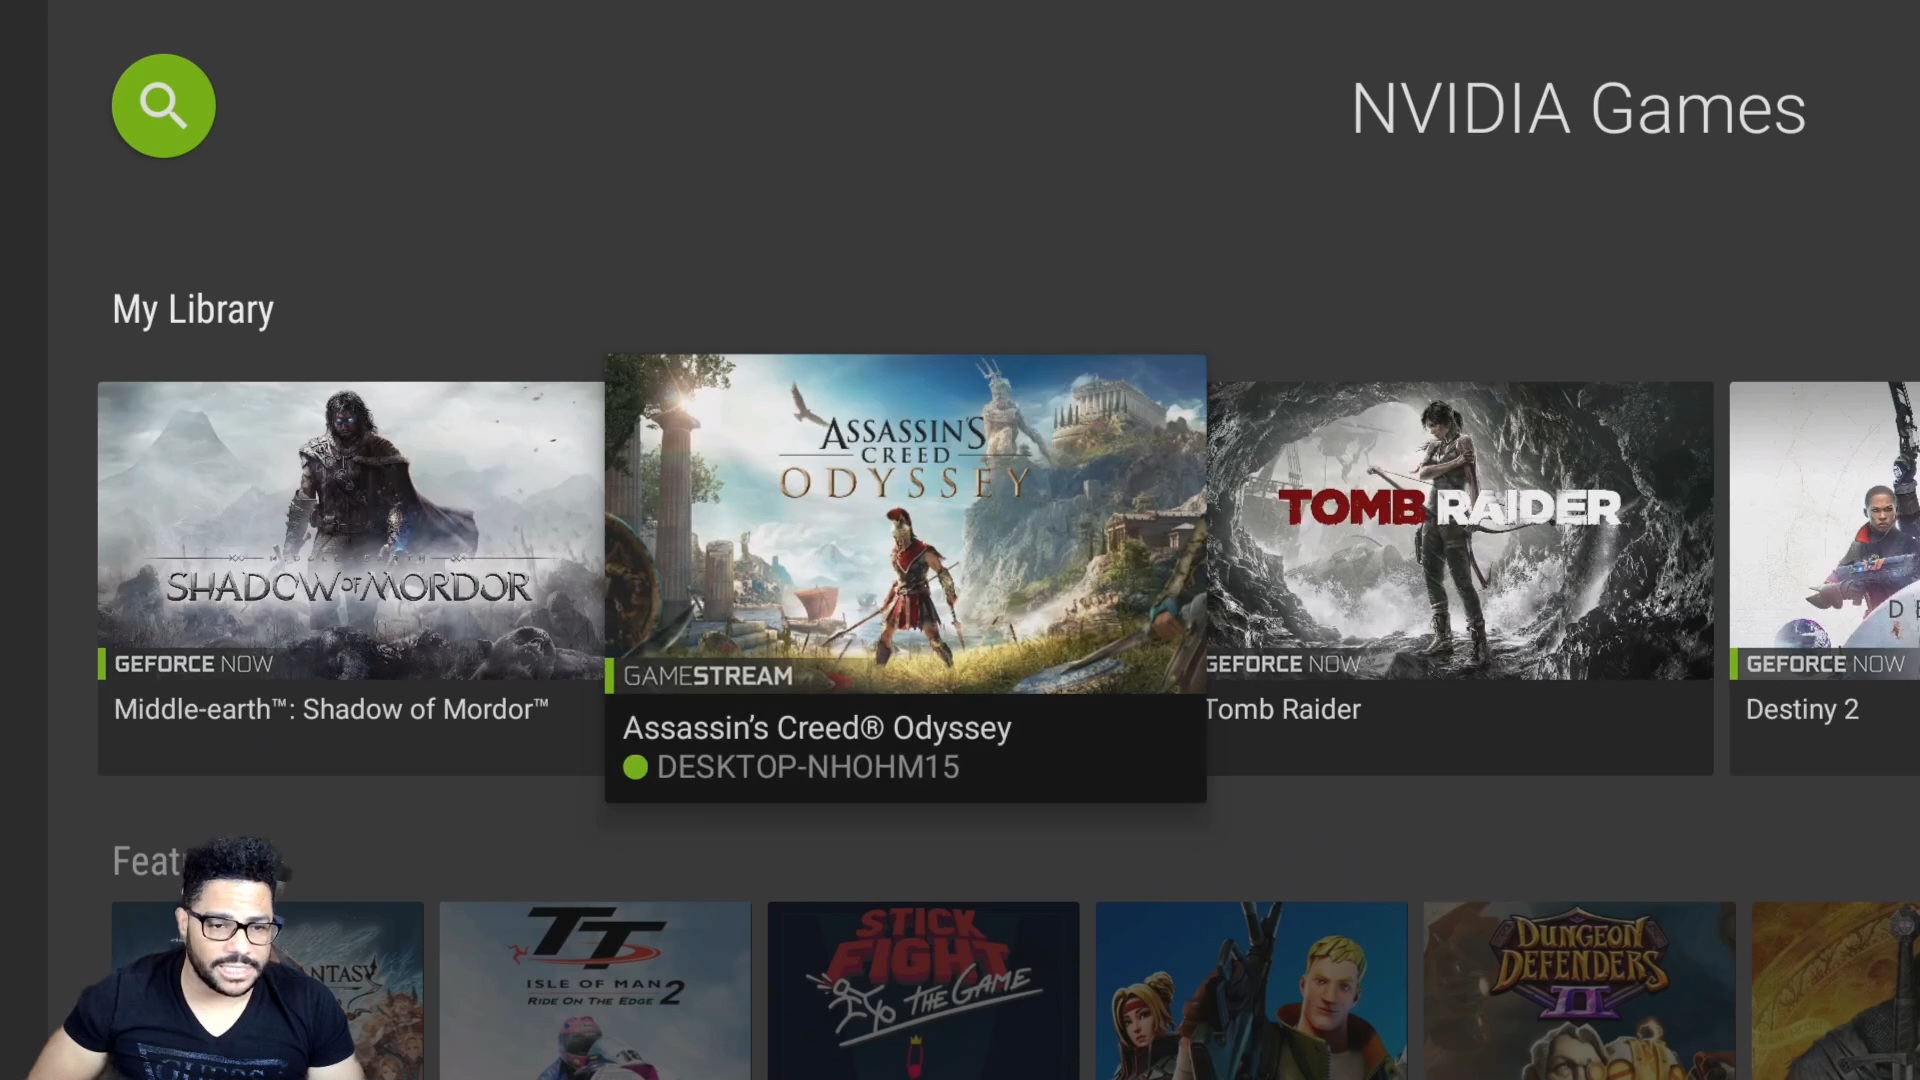 NVIDIA Games
My Library
ASSASSIN'S
CREED
ODYSSEY
TOMB RAIDER
MIDDLE-EARTH
SHADOW OF MORDOR
GEFORCE NOW
GAMESTREAM
GEFORCE NOW
GEFORCE NOW
Middle-earth™: Shadow of Mordor™
Assassin's Creed® Odyssey
Tomb Raider
Destiny 2
DESKTOP-NHOHM15
TT
ISLE OF MAN 2
RIDE ON THE EDGE
STICK
FIGHT
THE GAME
DUNGEON
DEFENDERS
II